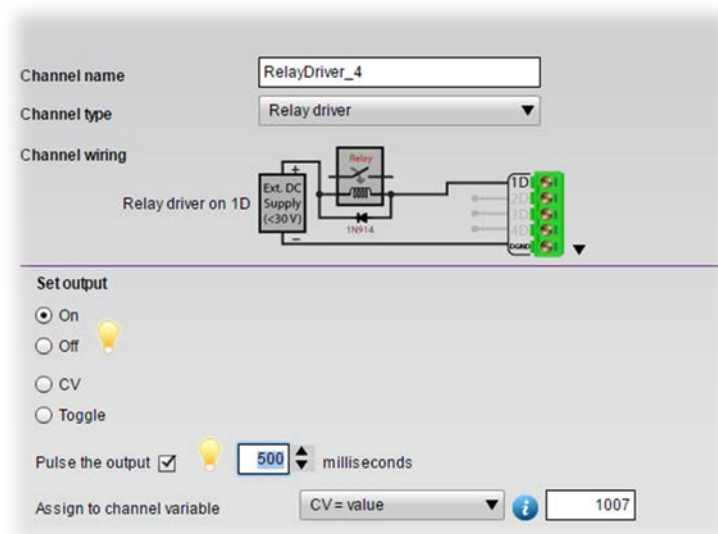 Channel name RelayDriver_4
Channel type Relay driver
Channel wiring
Relay driver on 1D
Ext. DC
Supply
(<30 V)
+
−
Relay
1N914
1D
2D
3D
4D
DGND
Set output
On
Off
CV
Toggle
Pulse the output 500 milliseconds
Assign to channel variable CV = value i 1007